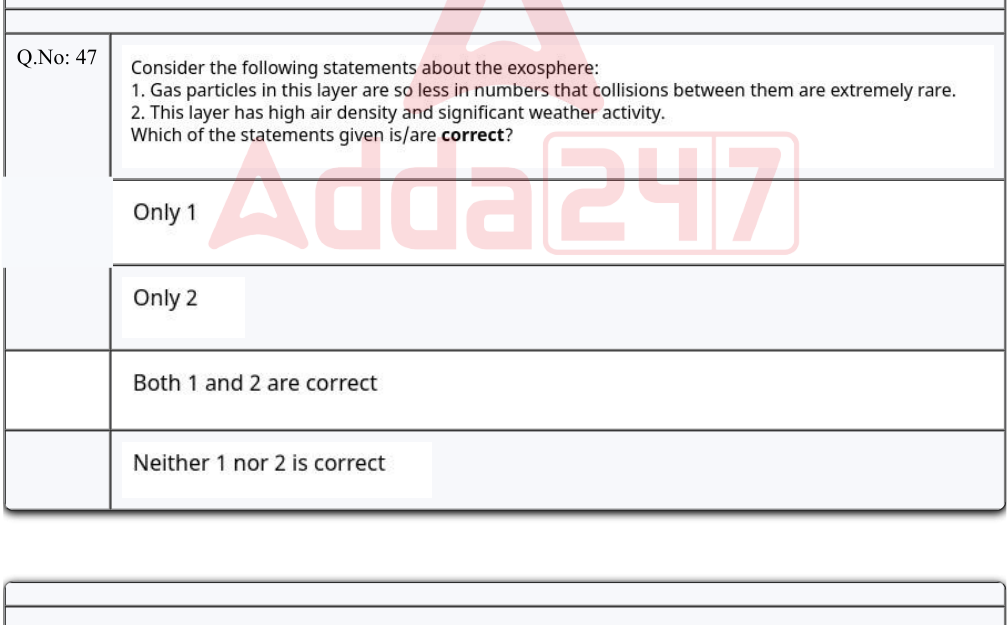 Q.No: 47
Consider the following statements about the exosphere:
1. Gas particles in this layer are so less in numbers that collisions between them are extremely rare.
2. This layer has high air density and significant weather activity.
Which of the statements given is/are correct?
Adda247
Only 1
Only 2
Both 1 and 2 are correct
Neither 1 nor 2 is correct